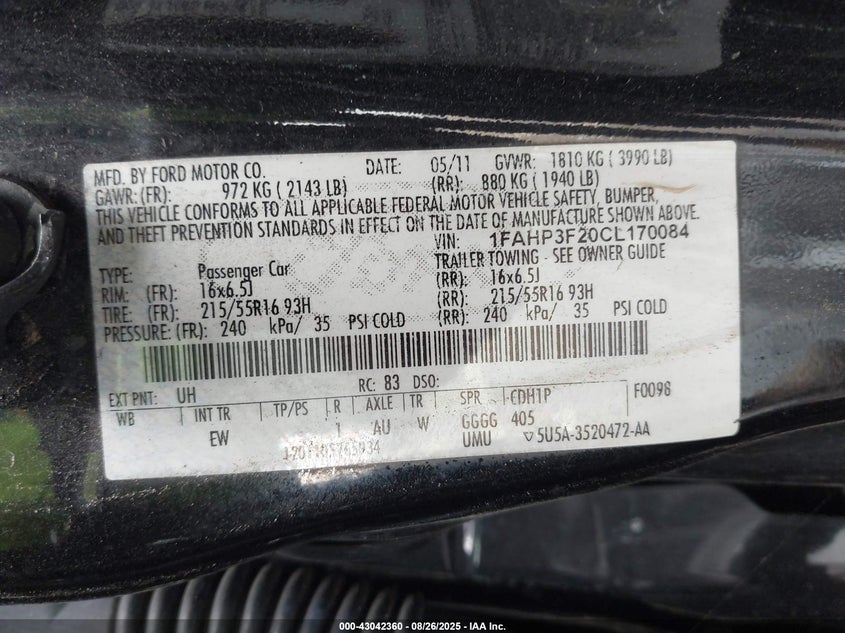 MFD. BY FORD MOTOR CO. DATE: 05/11 GVWR: 1810 KG ( 3990 LB)
GAWR: (FR): 972 KG ( 2143 LB) (RR): 880 KG ( 1940 LB)
THIS VEHICLE CONFORMS TO ALL APPLICABLE FEDERAL MOTOR VEHICLE SAFETY, BUMPER,
AND THEFT PREVENTION STANDARDS IN EFFECT ON THE DATE OF MANUFACTURE SHOWN ABOVE.
VIN: 1FAHP3F20CL170084
TRAILER TOWING - SEE OWNER GUIDE
TYPE: Passenger Car
RIM: (FR): 16x6.5J (RR): 16x6.5J
TIRE: (FR): 215/55R16 93H (RR): 215/55R16 93H
PRESSURE: (FR): 240 kPa/ 35 PSI COLD (RR): 240 kPa/ 35 PSI COLD
EXT PNT: UH RC: 83 DSO: F0098
WB INT TR TP/PS R AXLE TR SPR CDH1P
EW 1 AU W GGGG 405
UMU ▽5U5A-3520472-AA
000-43042360 - 08/26/2025 - IAA Inc.